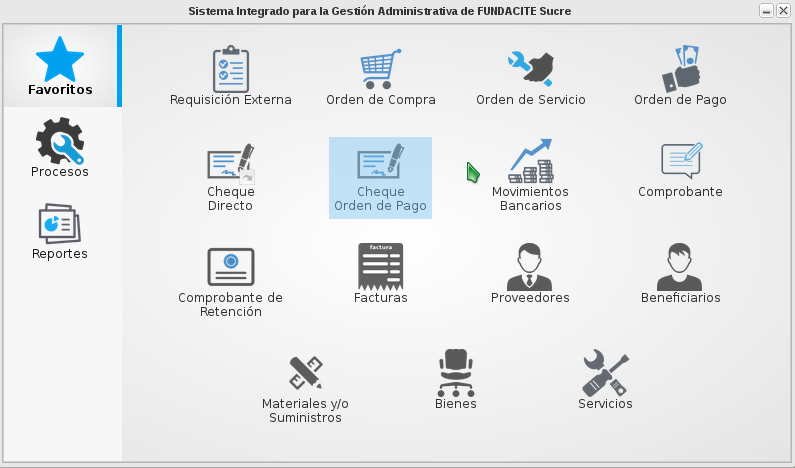 Sistema Integrado para la Gestión Administrativa de FUNDACITE Sucre
Favoritos
Procesos
Reportes
Requisición Externa
Orden de Compra
Orden de Servicio
Orden de Pago
Cheque
Directo
Cheque
Orden de Pago
Movimientos
Bancarios
Comprobante
Comprobante de
Retención
factura
Facturas
Proveedores
Beneficiarios
Materiales y/o
Suministros
Bienes
Servicios